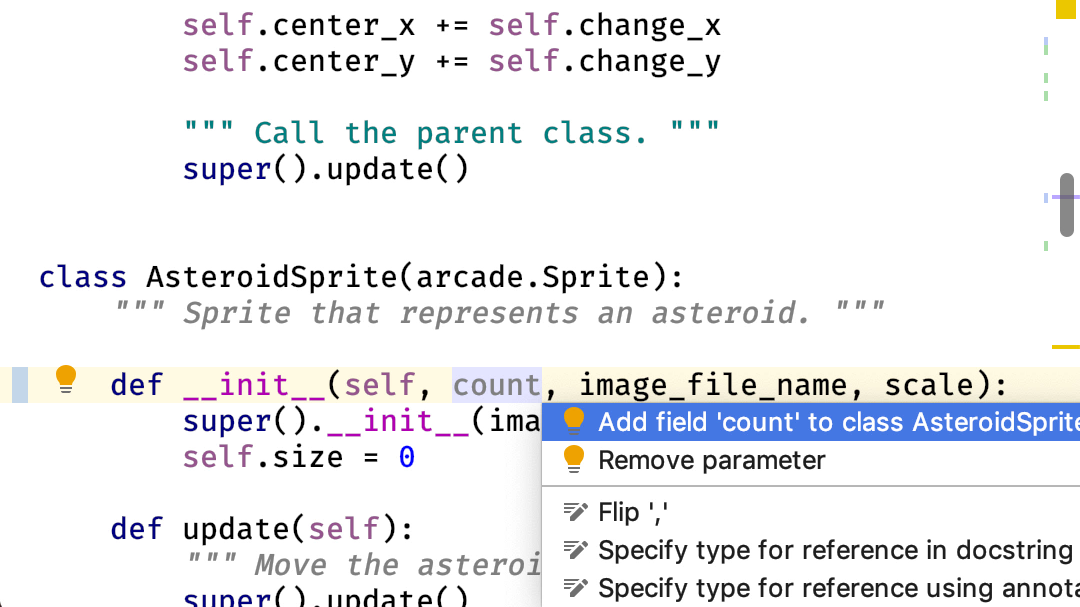 self.center_x += self.change_x
self.center_y += self.change_y
""" Call the parent class. """
super().update()
class AsteroidSprite(arcade.Sprite):
""" Sprite that represents an asteroid. """
def __init__(self, count, image_file_name, scale):
super().__init__(ima
self.size = 0
def update(self):
""" Move the asteroi
super().update()
Add field 'count' to class AsteroidSprite
Remove parameter
Flip ','
Specify type for reference in docstring
Specify type for reference using annota